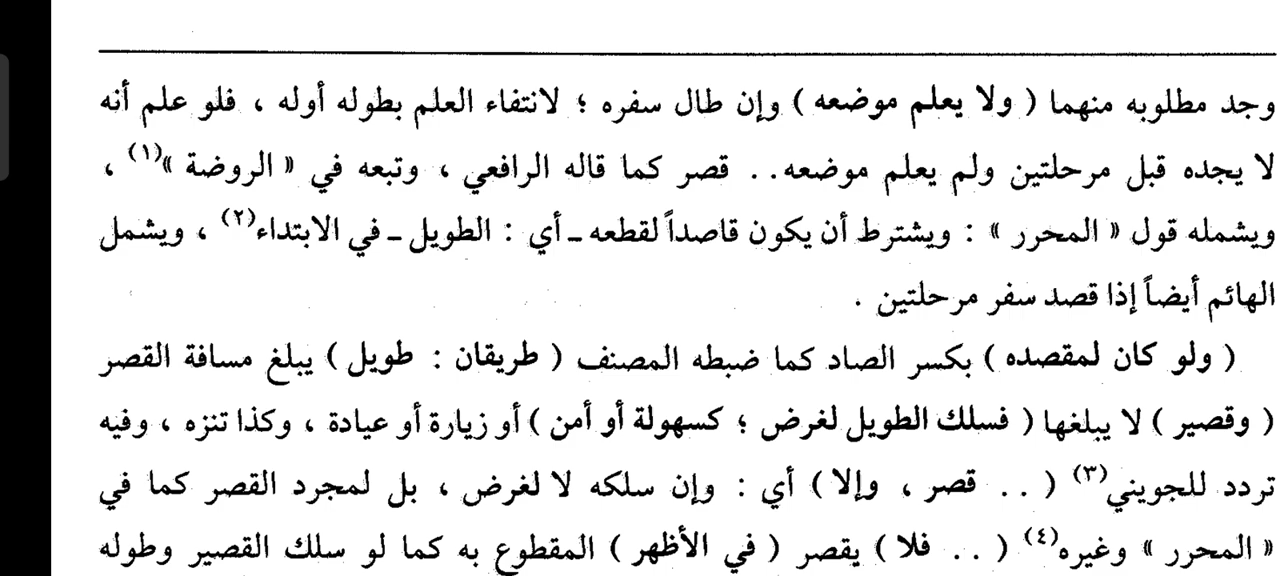 وجد مطلوبه منهما ( ولا يعلم موضعه ) وإن طال سفره ؛ لانتفاء العلم بطوله أوله ، فلو علم أنه
لا يجده قبل مرحلتين ولم يعلم موضعه. . قصر كما قاله الرافعي ، وتبعه في « الروضة »(١) ،
ويشمله قول « المحرر » : ويشترط أن يكون قاصداً لقطعه ـ أي : الطويل ـ في الابتداء(٢) ، ويشمل
الهائم أيضاً إذا قصد سفر مرحلتين .
( ولو كان لمقصده ) بكسر الصاد كما ضبطه المصنف ( طريقان : طويل ) يبلغ مسافة القصر
( وقصير ) لا يبلغها ( فسلك الطويل لغرض ؛ كسهولة أو أمن ) أو زيارة أو عيادة ، وكذا تنزه ، وفيه
تردد للجويني(٣) ( . . قصر ، وإلا ) أي : وإن سلكه لا لغرض ، بل لمجرد القصر كما في
« المحرر » وغيره(٤) ( . . فلا ) يقصر ( في الأظهر ) المقطوع به كما لو سلك القصير وطوله